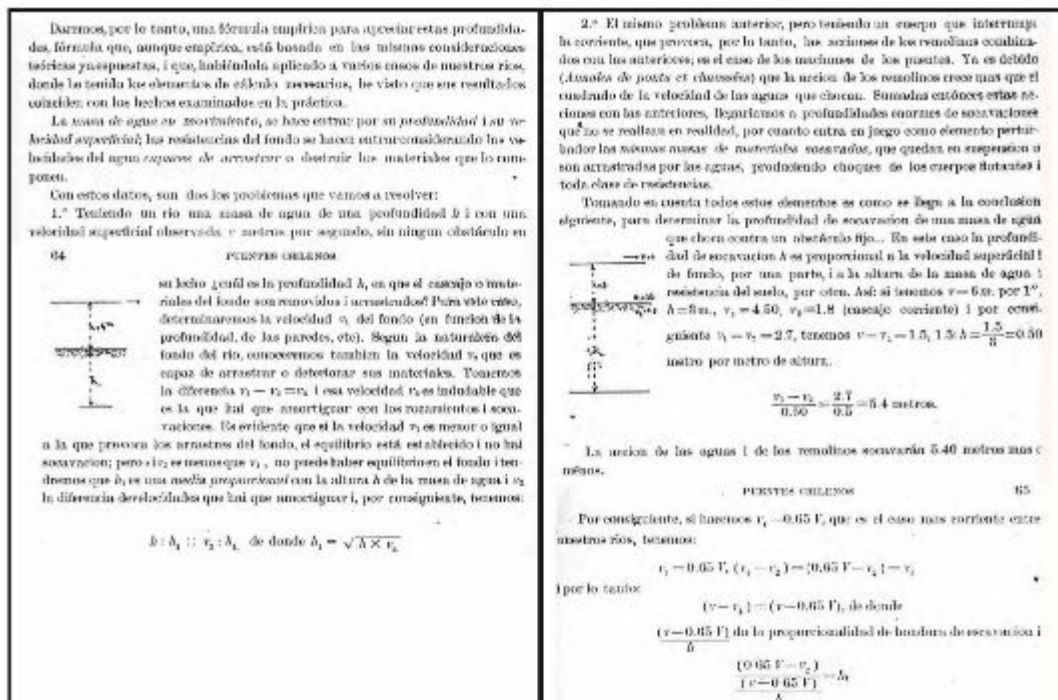 Daremos, por lo tanto, una fórmula empírica para apreciar estas profundida-
des, fórmula que, aunque empírica, está basada en las mismas consideraciones
teóricas ya espuestas, i que, habiéndola aplicado a varios casos de nuestros rios,
donde he tenido los elementos de cálculo necesarios, he visto que sus resultados
coinciden con los hechos examinados en la práctica.
La masa de agua en movimiento, se hace entrar por su profundidad i su ve-
locidad superficial; las resistencias del fondo se hacen entrar considerando las ve-
locidades del agua capaces de arrastrar o destruir los materiales que lo com-
ponen.
Con estos datos, son dos los problemas que vamos a resolver:
1.º Teniendo un rio una masa de agua de una profundidad h i con una
velocidad superficial observada v metros por segundo, sin ningun obstáculo en
64 PUENTES CHILENOS
su lecho ¿cuál es la profundidad h, en que el cascajo o mate-
riales del fondo son removidos i arrastrados? Para este caso,
determinaremos la velocidad v₁ del fondo (en funcion de la
profundidad, de las paredes, etc). Segun la naturaleza del
fondo del rio, conoceremos tambien la velocidad v₂ que es
capaz de arrastrar o deteriorar sus materiales. Tomemos
la diferencia v₁ — v₂ = v₃ i esa velocidad v₃ es indudable que
es la que hai que amortiguar con los rozamientos i soca-
vaciones. Es evidente que si la velocidad v₁ es menor o igual
a la que provoca los arrastres del fondo, el equilibrio está establecido i no hai
socavacion; pero si v₂ es menos que v₁, no puede haber equilibrio en el fondo i ten-
dremos que h₁ es una media proporcional con la altura h de la masa de agua i v₃
la diferencia de velocidades que hai que amortiguar i, por consiguiente, tenemos:
de donde
2.º El mismo problema anterior, pero teniendo un cuerpo que interrumpa
la corriente, que provoca, por lo tanto, las acciones de los remolinos combina-
dos con las anteriores; es el caso de los machones de los puentes. Ya es debido
(Annales de ponts et chaussées) que la accion de los remolinos crece mas que el
cuadrado de la velocidad de las aguas que chocan. Sumadas entónces estas ac-
ciones con las anteriores, llegaríamos a profundidades enormes de socavaciones
que no se realizan en realidad, por cuanto entra en juego como elemento pertur-
bador las mismas masas de materiales socavados, que quedan en suspension o
son arrastradas por las aguas, produciendo choques de los cuerpos flotantes i
toda clase de resistencias.
Tomando en cuenta todos estos elementos es como se llega a la conclusion
siguiente, para determinar la profundidad de socavacion de una masa de agua
que choca contra un obstáculo fijo... En este caso la profundi-
dad de socavacion h es proporcional a la velocidad superficial i
de fondo, por una parte, i a la altura de la masa de agua i
resistencia del suelo, por otra. Así: si tenemos v = 6 m. por 1",
h = 3 m., v₁ = 4.50, v₂ = 1.8 (cascajo corriente) i por consi-
guiente v₁ — v₂ = 2.7, tenemos v — v₁ = 1.5, 1.5: h = 1.5/3 = 0.50
metro por metro de altura.
(v₁ — v₂)/0.50 = 2.7/0.5 = 5.4 metros.
La accion de las aguas i de los remolinos socavarán 5.40 metros mas o
ménos.
PUENTES CHILENOS 65
Por consiguiente, si hacemos v₁ = 0.65 V, que es el caso mas corriente entre
nuestros rios, tenemos:
v₁ = 0.65 V, (v₁ — v₂) = (0.65 V — v₂)
i por lo tanto:
(v — v₁) = (v — 0.65 V), de donde
(v — 0.65 V)/h da la proporcionalidad de hondura de escavacion i
(0.65 V — v₂)
(v — 0.65 V)
h
= h₁